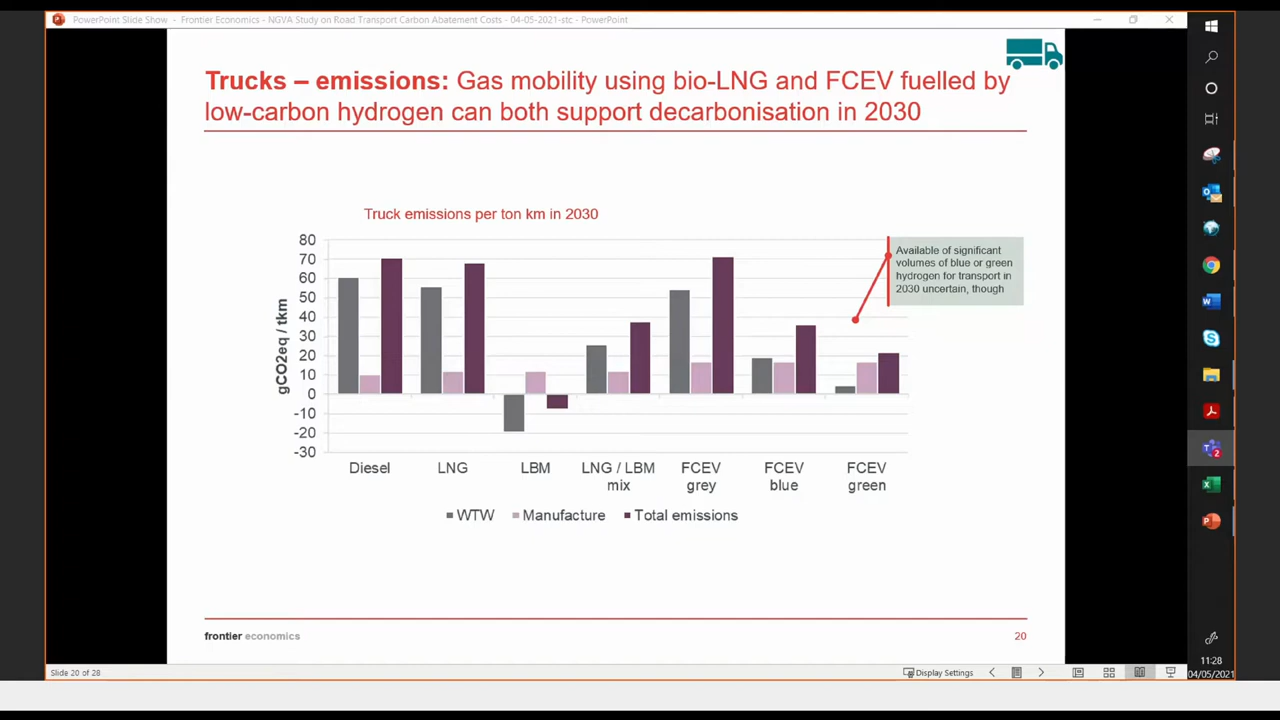 PowerPoint Slide Show - Frontier Economics - NGVA Study on Road Transport Carbon Abatement Costs - 04-05-2021-stc - PowerPoint
Trucks – emissions: Gas mobility using bio-LNG and FCEV fuelled by
low-carbon hydrogen can both support decarbonisation in 2030
Truck emissions per ton km in 2030
gCO2eq / tkm
80
70
60
50
40
30
20
10
0
-10
-20
-30
Available of significant
volumes of blue or green
hydrogen for transport in
2030 uncertain, though
Diesel
LNG
LBM
LNG / LBM
mix
FCEV
grey
FCEV
blue
FCEV
green
WTW
Manufacture
Total emissions
frontier economics
20
Slide 20 of 28
Display Settings
2
11:28
04/05/2021